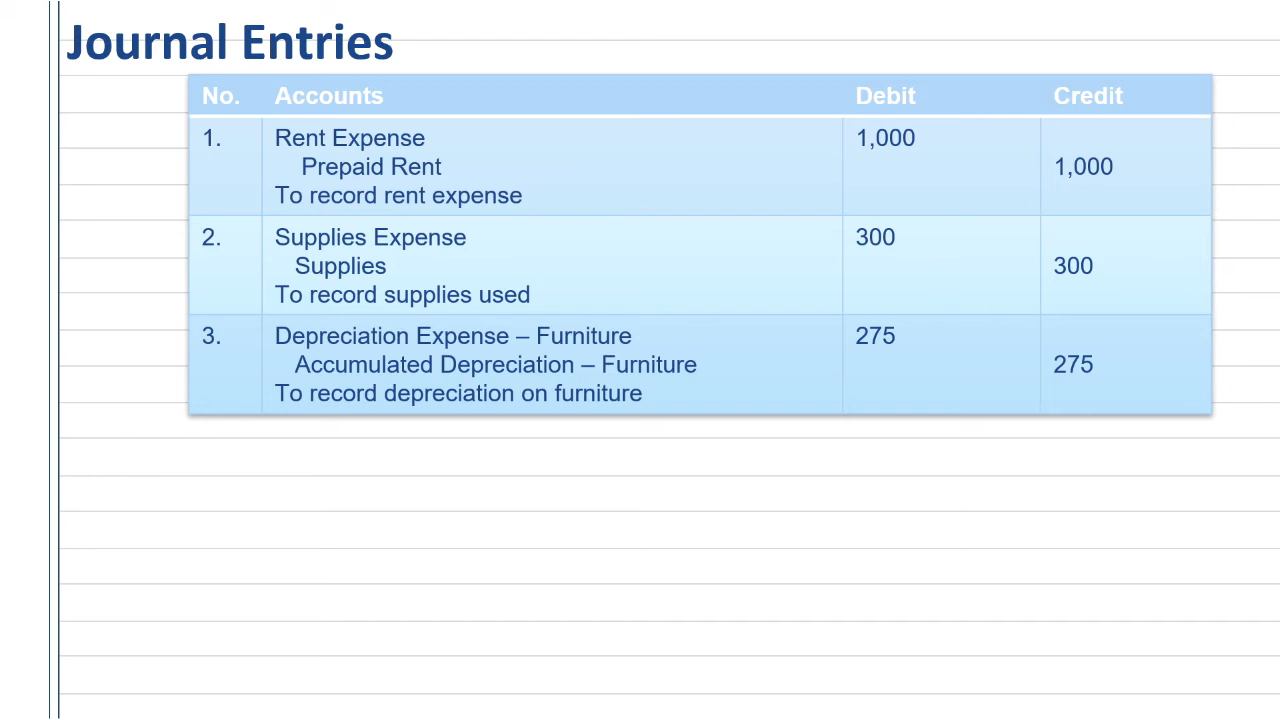 Journal Entries
No. Accounts Debit Credit
1. Rent Expense 1,000
Prepaid Rent 1,000
To record rent expense
2. Supplies Expense 300
Supplies 300
To record supplies used
3. Depreciation Expense – Furniture 275
Accumulated Depreciation – Furniture 275
To record depreciation on furniture